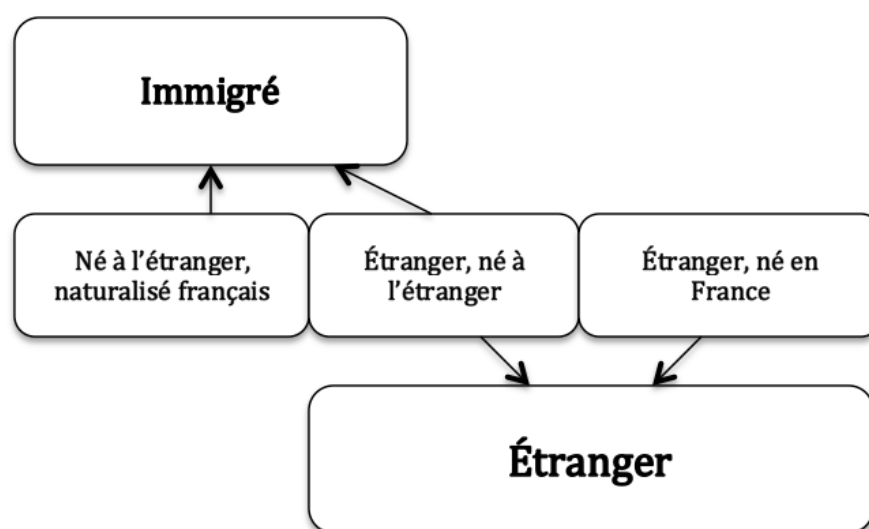 Immigré
Né à l'étranger,
naturalisé français
Étranger, né à
l'étranger
Étranger, né en
France
Étranger